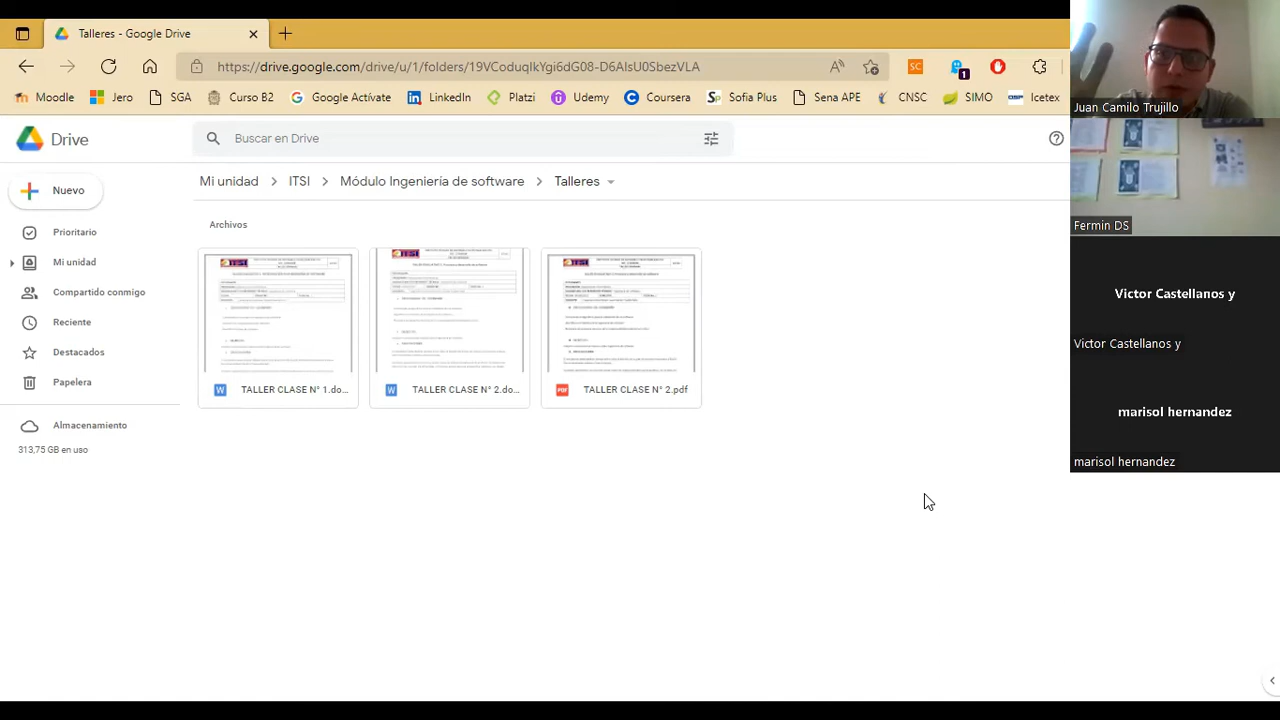 Talleres - Google Drive
https://drive.google.com/drive/u/1/folders/19VCoduqIkYgi6dG08-D6AIsU0SbezVLA
SC
1
Moodle
Jero
SGA
Curso B2
Google Actívate
LinkedIn
Platzi
Udemy
Coursera
Sofia Plus
Sena APE
CNSC
SIMO
Icetex
Drive
Buscar en Drive
Nuevo
Mi unidad > ITSI > Módulo Ingeniería de software > Talleres
Prioritario
Mi unidad
Compartido conmigo
Reciente
Destacados
Papelera
Almacenamiento
313,75 GB en uso
Archivos
TALLER CLASE N° 1.do...
TALLER CLASE N° 2.do...
TALLER CLASE N° 2.pdf
Juan Camilo Trujillo
Fermin DS
Victor Castellanos y
Victor Castellanos y
marisol hernandez
marisol hernandez